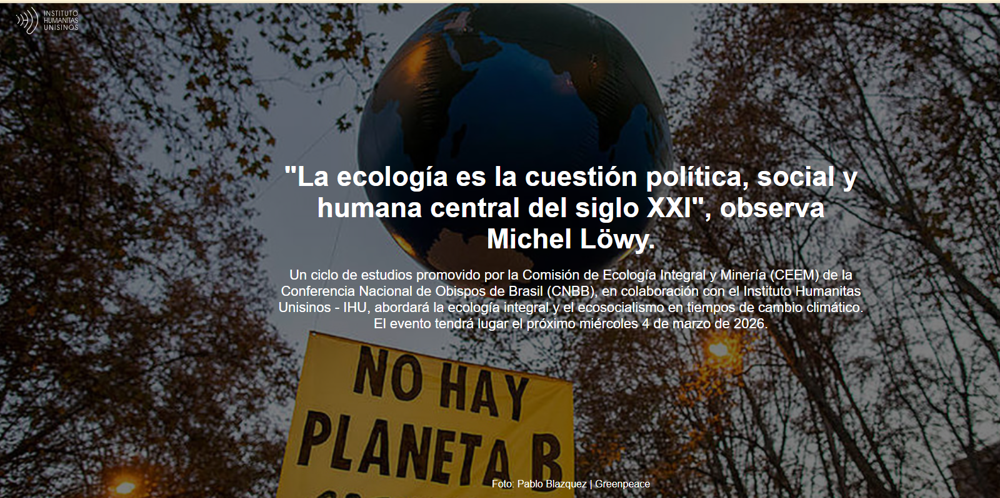 INSTITUTO
HUMANITAS
UNISINOS
"La ecología es la cuestión política, social y
humana central del siglo XXI", observa
Michel Löwy.
Un ciclo de estudios promovido por la Comisión de Ecología Integral y Minería (CEEM) de la
Conferencia Nacional de Obispos de Brasil (CNBB), en colaboración con el Instituto Humanitas
Unisinos - IHU, abordará la ecología integral y el ecosocialismo en tiempos de cambio climático.
El evento tendrá lugar el próximo miércoles 4 de marzo de 2026.
NO HAY
PLANETA B
Foto: Pablo Blazquez | Greenpeace